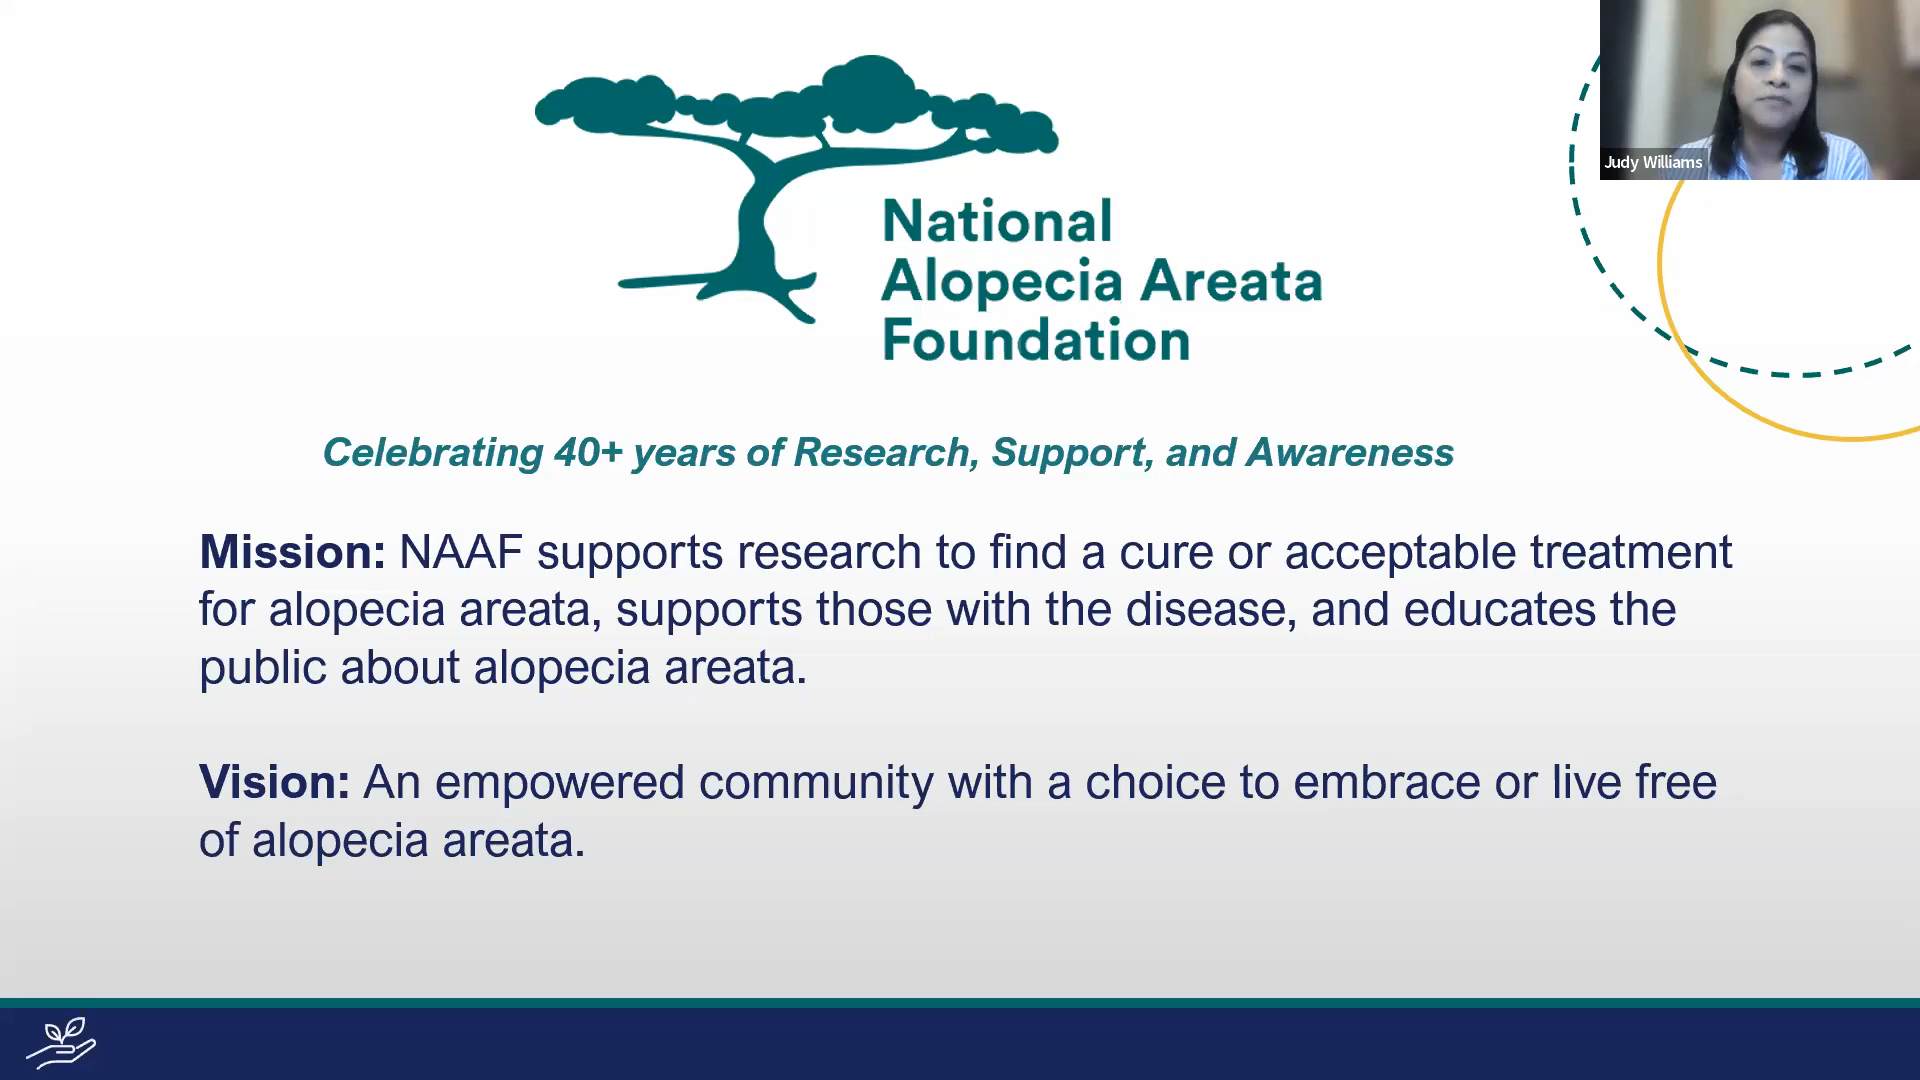 Judy Williams
National
Alopecia Areata
Foundation
Celebrating 40+ years of Research, Support, and Awareness
Mission: NAAF supports research to find a cure or acceptable treatment
for alopecia areata, supports those with the disease, and educates the
public about alopecia areata.
Vision: An empowered community with a choice to embrace or live free
of alopecia areata.